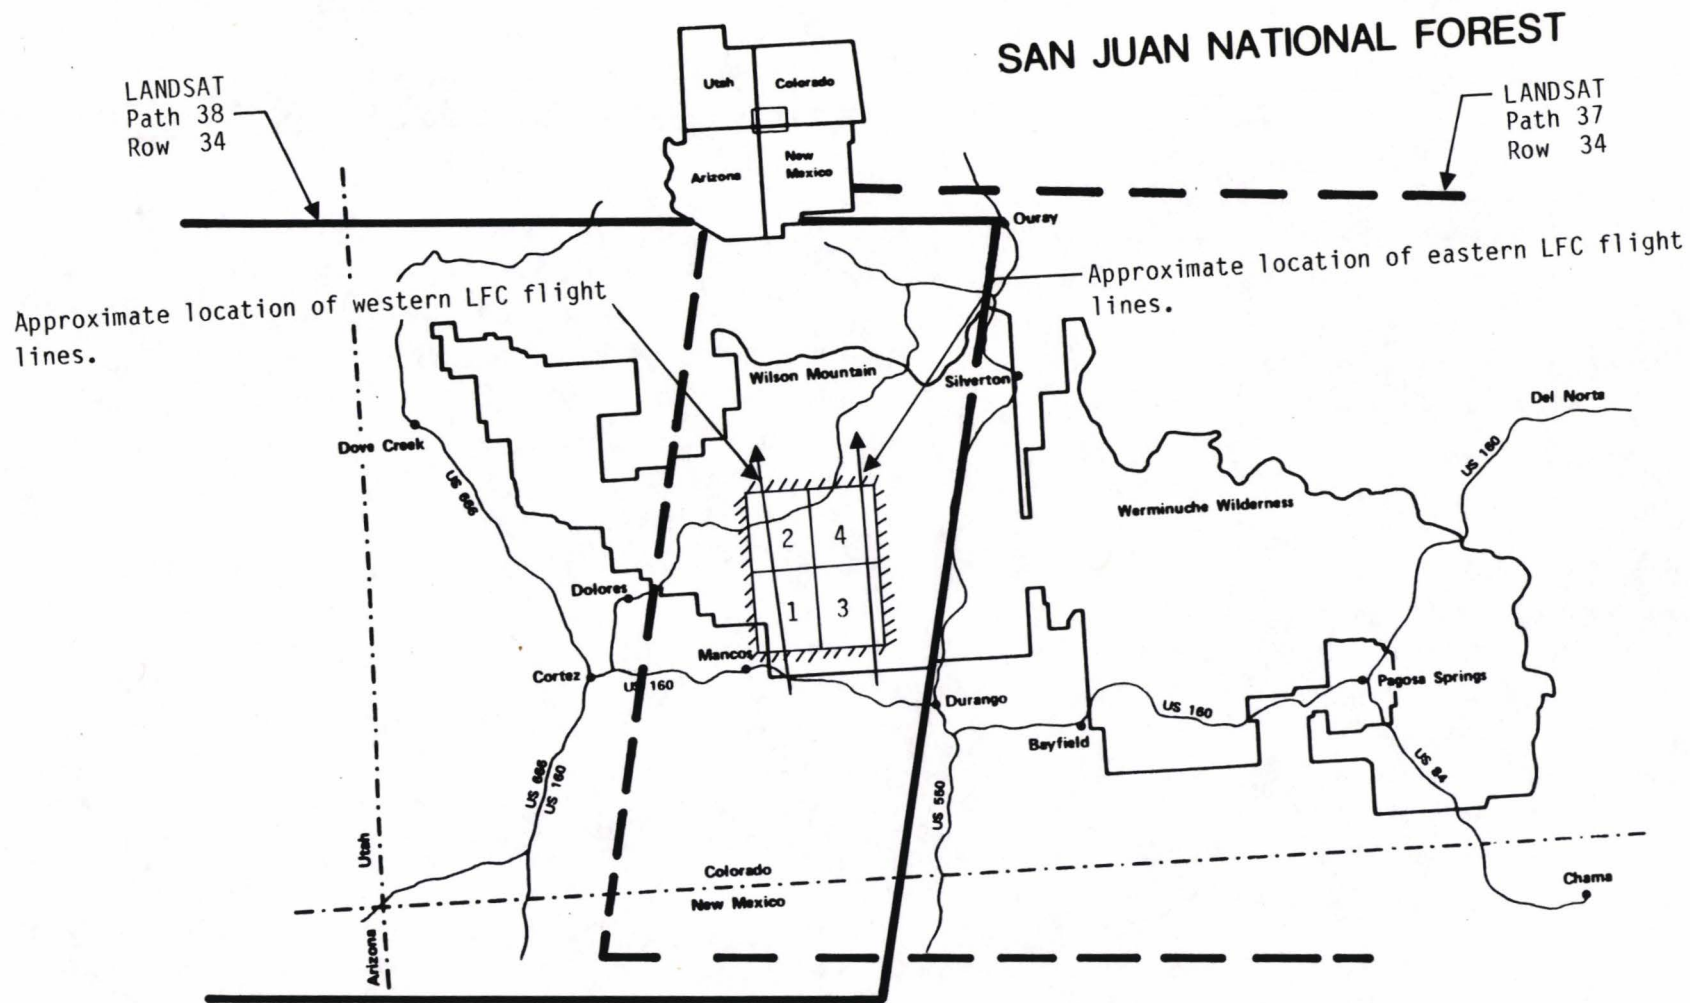 SAN JUAN NATIONAL FOREST
LANDSAT
Path 38
Row 34
Utah
Colorado
Arizona
New
Mexico
LANDSAT
Path 37
Row 34
Ouray
Approximate location of western LFC flight
lines.
Approximate location of eastern LFC flight
lines.
Wilson Mountain
Silverton
Del Norte
Dove Creek
US 666
US 160
Werminuche Wilderness
2
4
1
3
Dolores
Mancos
Cortez
US 160
Durango
Bayfield
US 160
Pagosa Springs
US 84
US 666
US 160
US 550
Utah
Arizona
Colorado
New Mexico
Chama